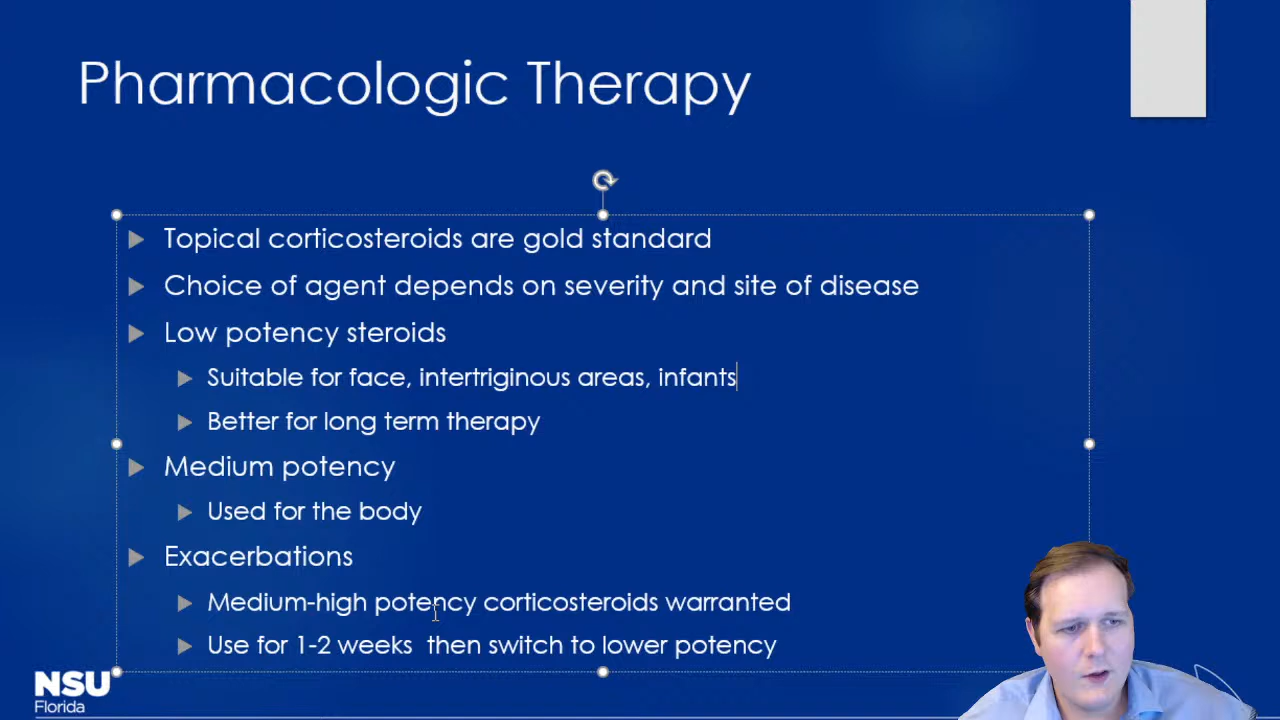 Pharmacologic Therapy
Topical corticosteroids are gold standard
Choice of agent depends on severity and site of disease
Low potency steroids
Suitable for face, intertriginous areas, infants
Better for long term therapy
Medium potency
Used for the body
Exacerbations
Medium-high potency corticosteroids warranted
Use for 1-2 weeks  then switch to lower potency
NSU
Florida